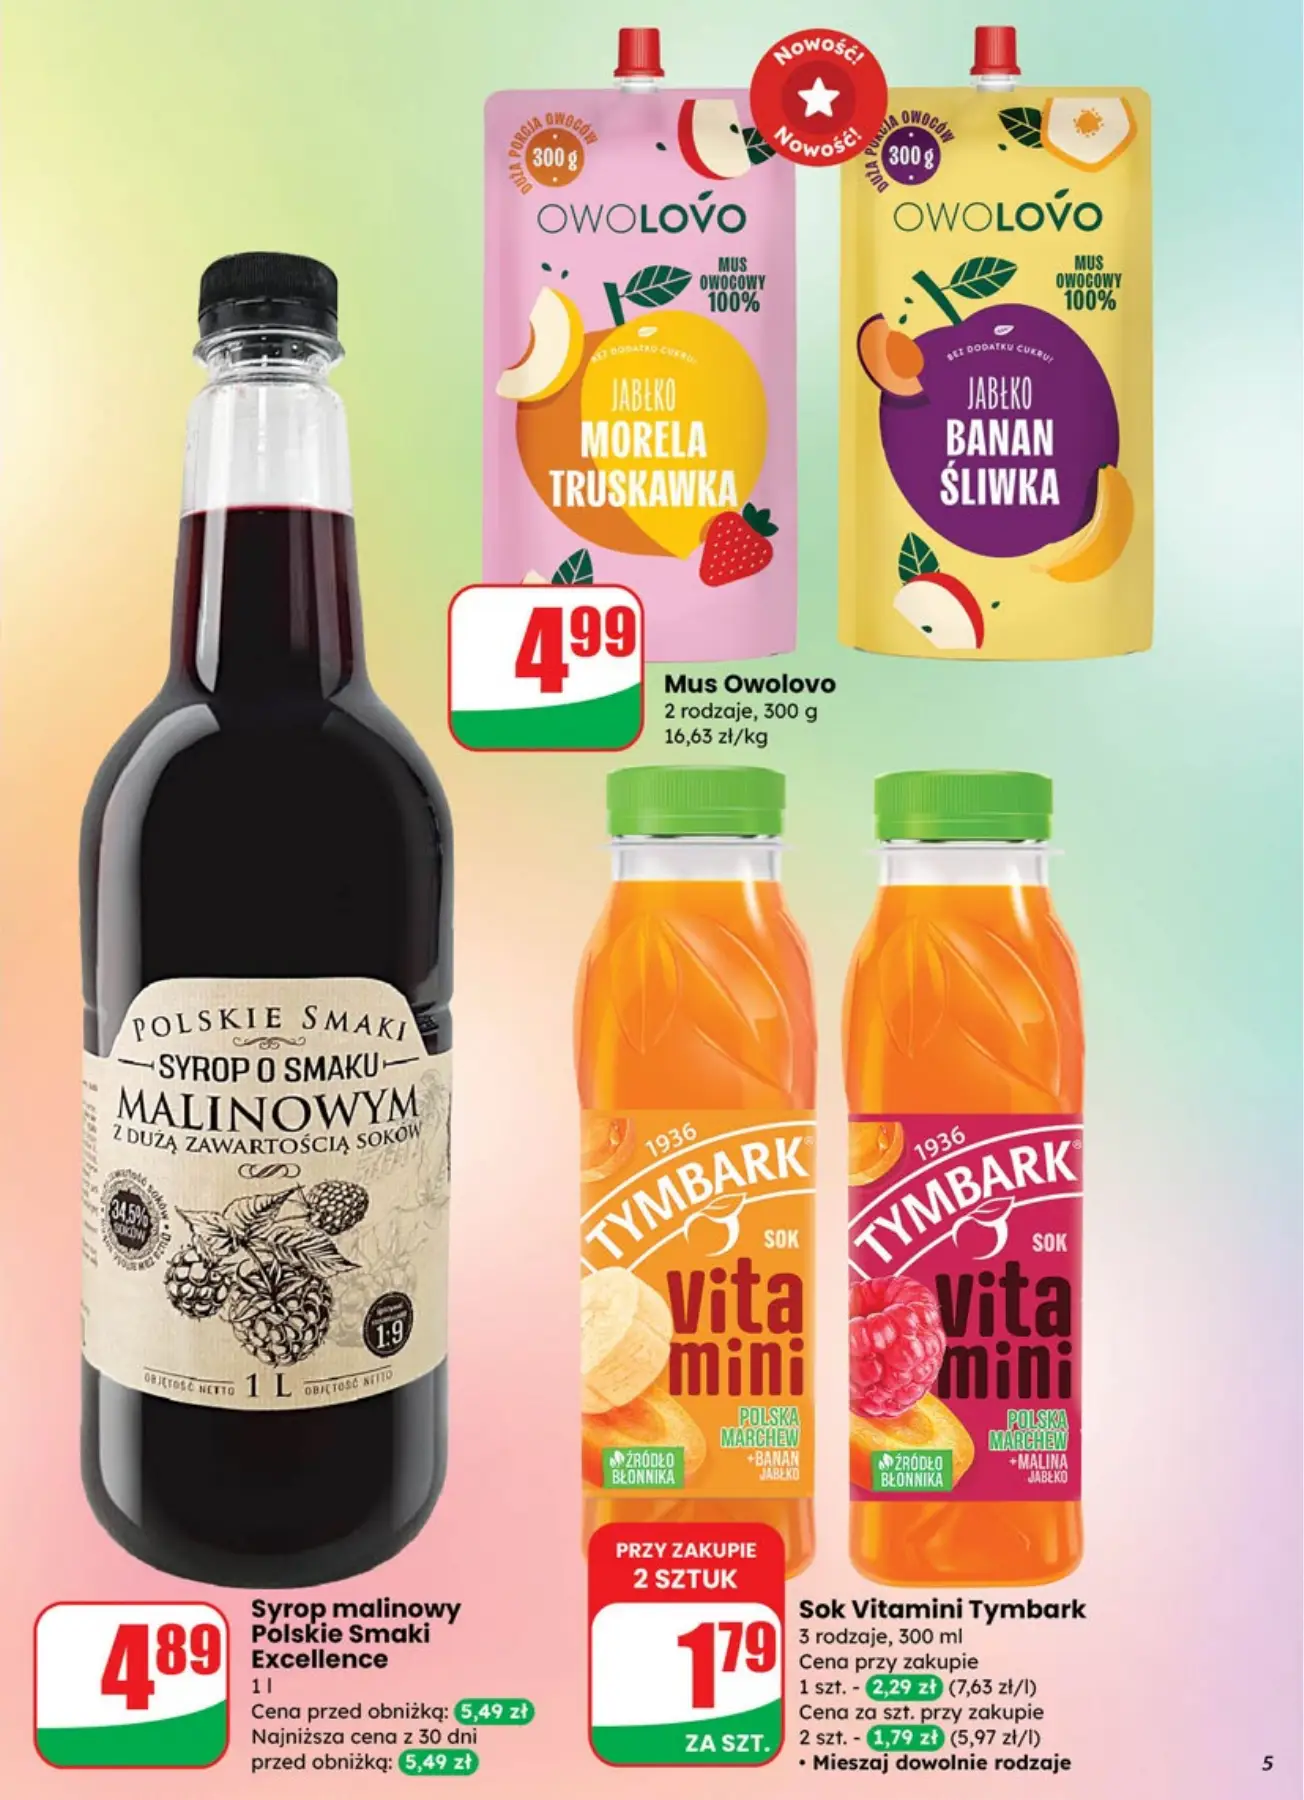 Nowość!
Nowość!
DUŻA PORCJA OWOCÓW
300 g
OWOLOVO
MUS
OWOCOWY
100%
BEZ DODATKU CUKRU!
JABŁKO
MORELA
TRUSKAWKA
DUŻA PORCJA OWOCÓW
300 g
OWOLOVO
MUS
OWOCOWY
100%
BEZ DODATKU CUKRU!
JABŁKO
BANAN
ŚLIWKA
4 99
Mus Owolovo
2 rodzaje, 300 g
16,63 zł/kg
POLSKIE SMAKI
SYROP O SMAKU
MALINOWYM
Z DUŻĄ ZAWARTOŚCIĄ SOKÓW
34,5%
SOKÓW
1:9
OBJĘTOŚĆ NETTO 1 L OBJĘTOŚĆ NETTO
1936
TYMBARK®
SOK
Vita
mini
POLSKA
MARCHEW
+BANAN
JABŁKO
ŹRÓDŁO
BŁONNIKA
1936
TYMBARK®
SOK
Vita
mini
POLSKA
MARCHEW
+MALINA
JABŁKO
ŹRÓDŁO
BŁONNIKA
4 89
Syrop malinowy
Polskie Smaki
Excellence
1 l
Cena przed obniżką: 5,49 zł
Najniższa cena z 30 dni
przed obniżką: 5,49 zł
PRZY ZAKUPIE
2 SZTUK
1 79
ZA SZT.
Sok Vitamini Tymbark
3 rodzaje, 300 ml
Cena przy zakupie
1 szt. - 2,29 zł (7,63 zł/l)
Cena za szt. przy zakupie
2 szt. - 1,79 zł (5,97 zł/l)
• Mieszaj dowolnie rodzaje
5